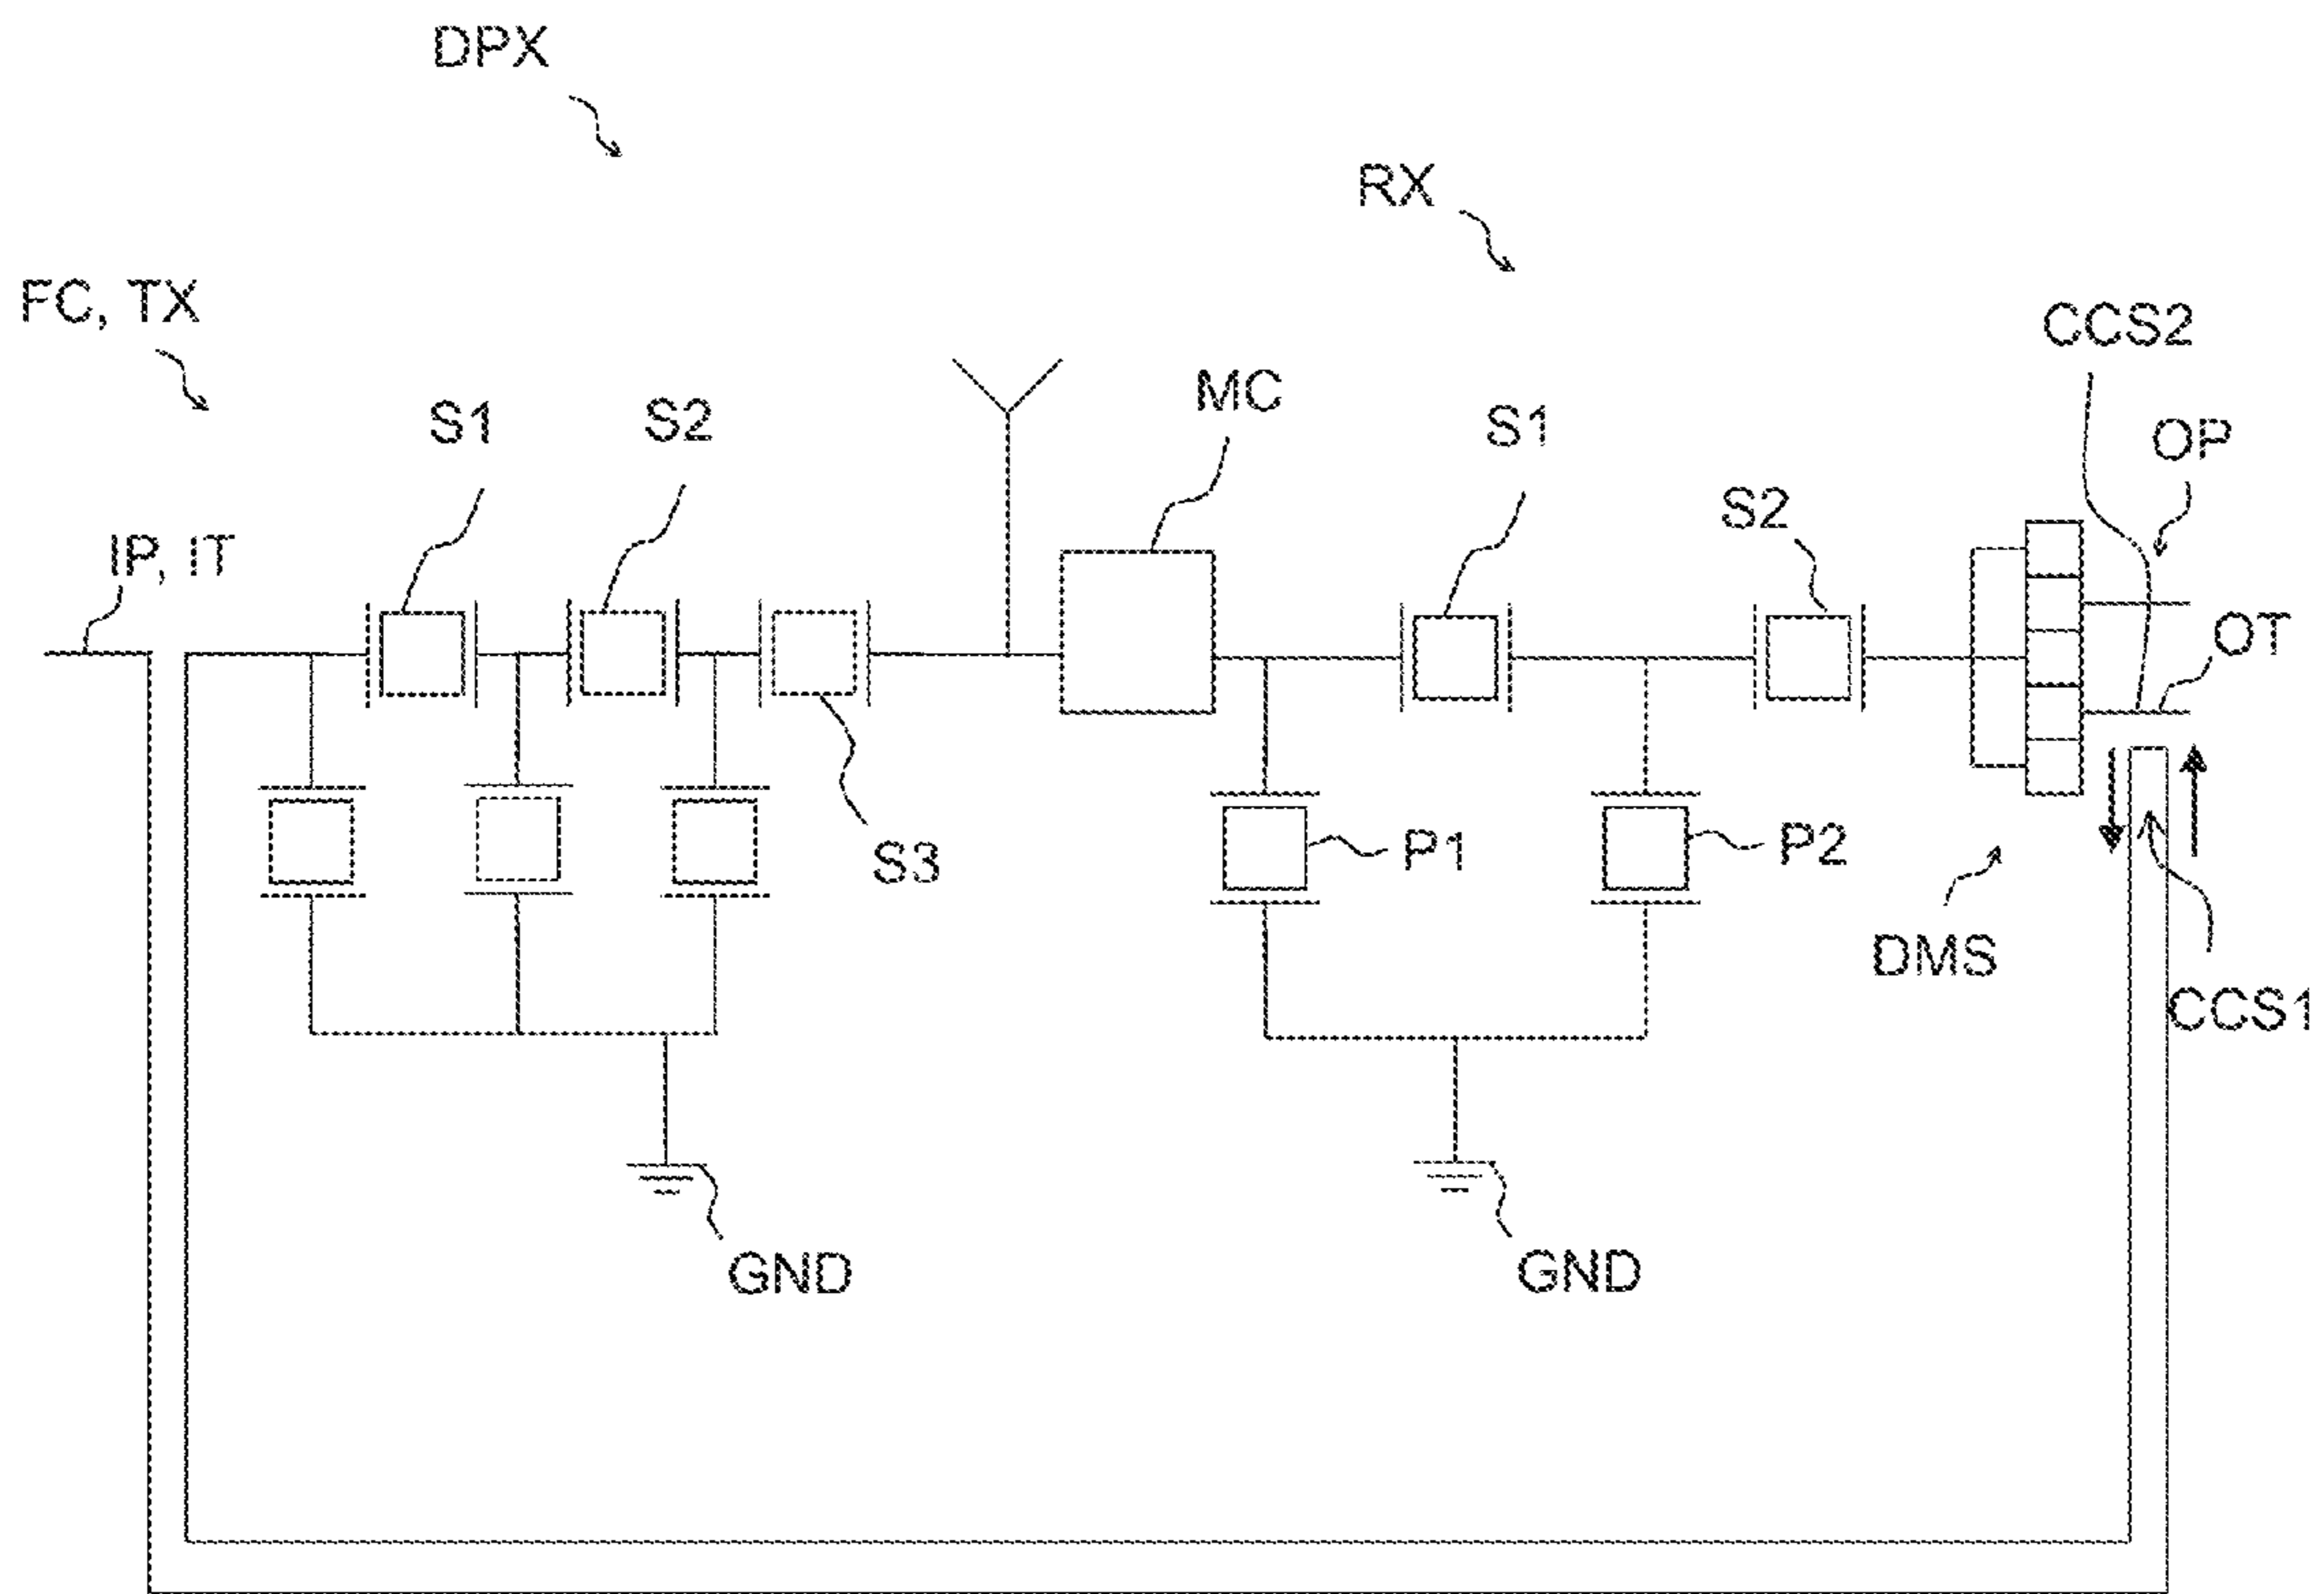 DPX
RX
FC, TX
CCS2
MC
S1
S2
S1
OP
S2
IP, IT
OT
S3
P1
P2
DMS
CCS1
GND
GND